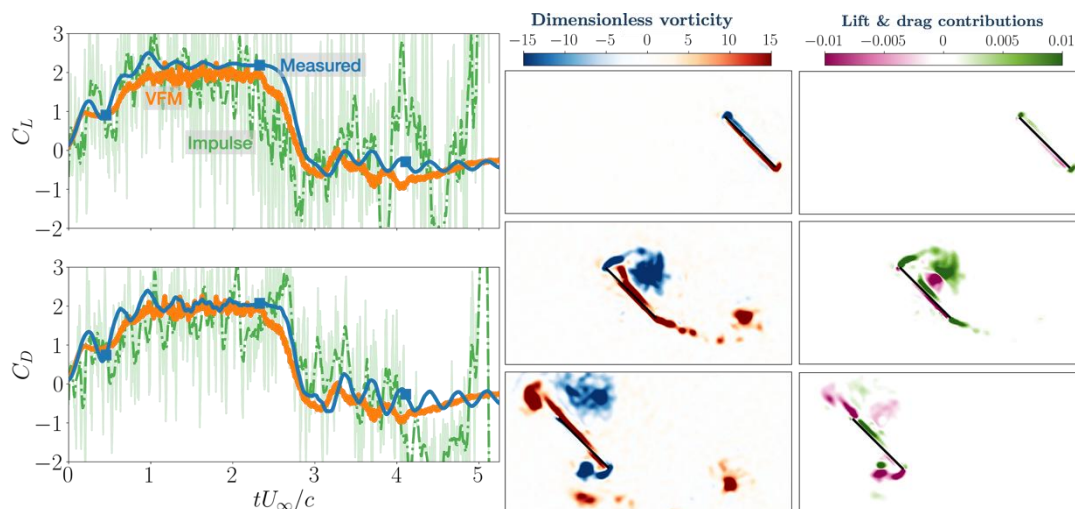 3
2
1
0
−1
−2
C_L
Measured
VFM
Impulse
3
2
1
0
−1
−2
C_D
0
1
2
3
4
5
tU_∞/c
Dimensionless vorticity
−15 −10 −5 0 5 10 15
Lift & drag contributions
−0.01 −0.005 0 0.005 0.01